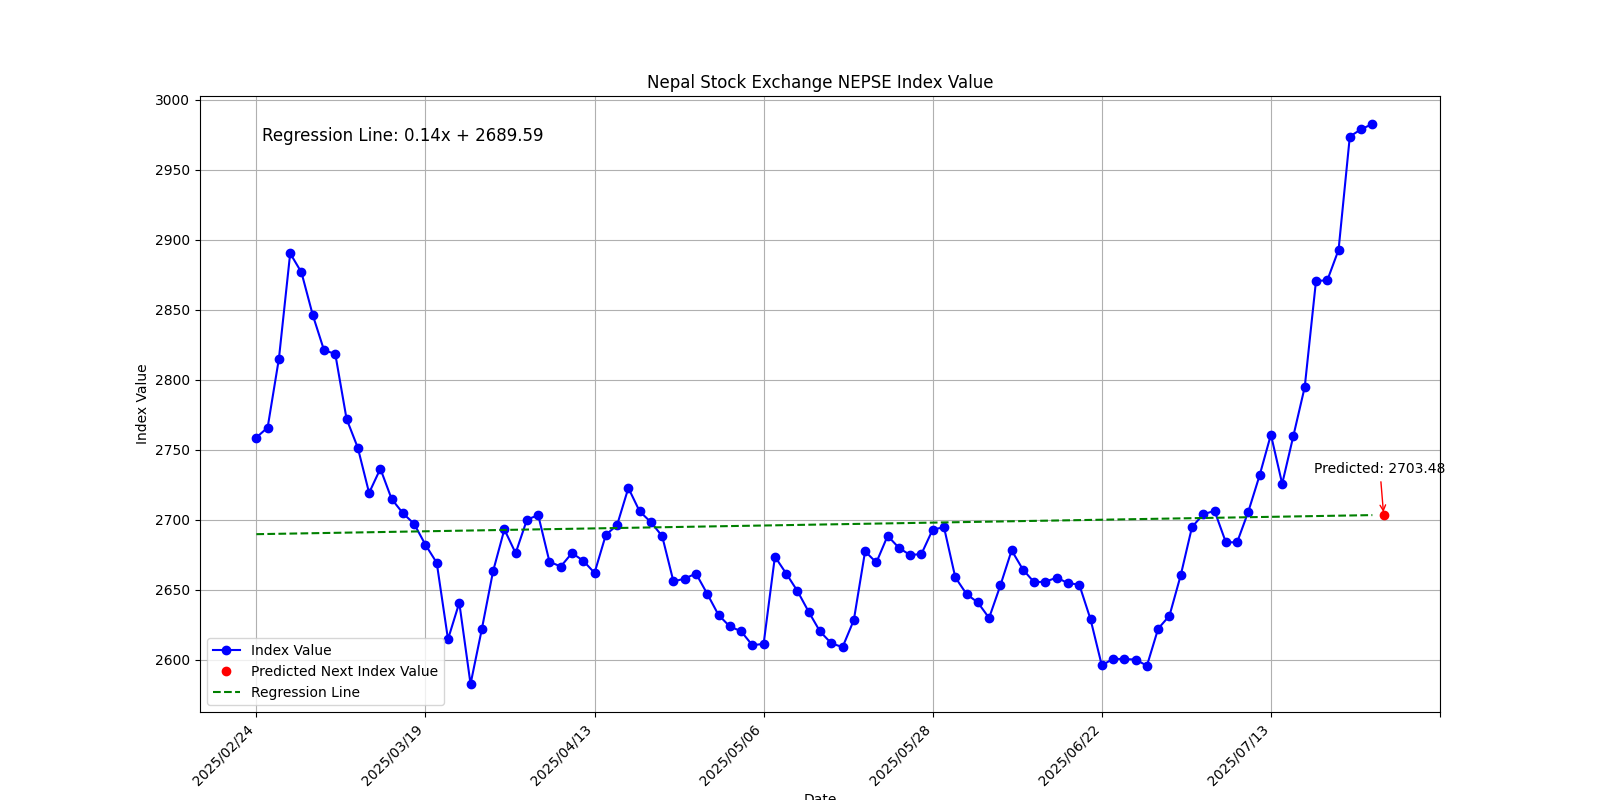 Nepal Stock Exchange NEPSE Index Value
3000
2950
2900
2850
2800
2750
2700
2650
2600
Index Value
Regression Line: 0.14x + 2689.59
Predicted: 2703.48
Index Value
Predicted Next Index Value
Regression Line
2025/02/24
2025/03/19
2025/04/13
2025/05/06
2025/05/28
2025/06/22
2025/07/13
Date